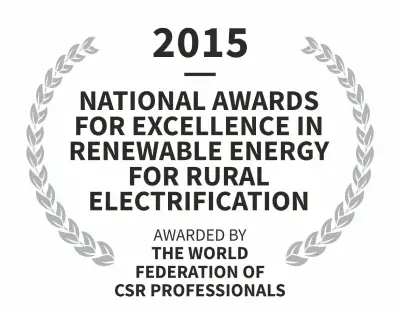 2015
NATIONAL AWARDS
FOR EXCELLENCE IN
RENEWABLE ENERGY
FOR RURAL
ELECTRIFICATION
AWARDED BY
THE WORLD
FEDERATION OF
CSR PROFESSIONALS